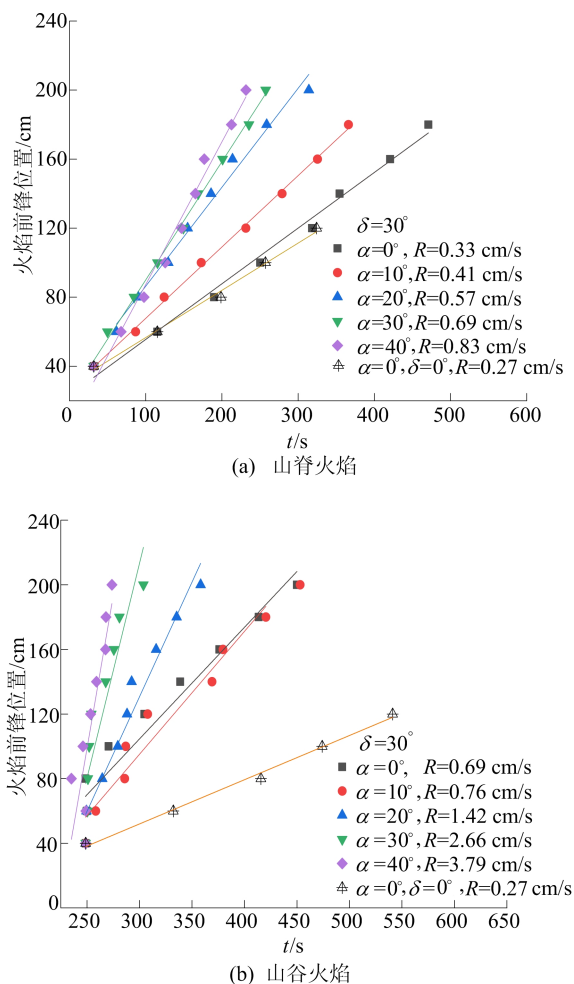 240
200
160
120
80
40
0
火焰前锋位置/cm
δ=30°
α=0°, R=0.33 cm/s
α=10°, R=0.41 cm/s
α=20°, R=0.57 cm/s
α=30°, R=0.69 cm/s
α=40°, R=0.83 cm/s
α=0°, δ=0°, R=0.27 cm/s
0 100 200 300 400 500 600
t/s
(a) 山脊火焰
240
200
160
120
80
40
0
火焰前锋位置/cm
δ=30°
α=0°, R=0.69 cm/s
α=10°, R=0.76 cm/s
α=20°, R=1.42 cm/s
α=30°, R=2.66 cm/s
α=40°, R=3.79 cm/s
α=0°, δ=0°, R=0.27 cm/s
250 300 350 400 450 500 550 600 650
t/s
(b) 山谷火焰